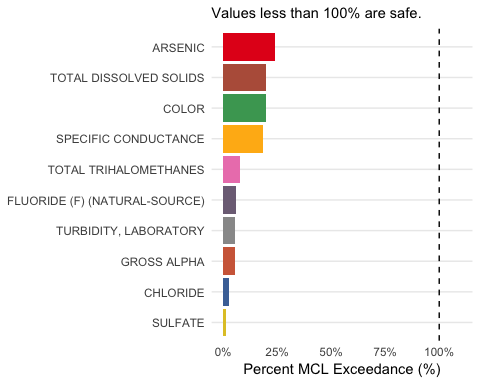 Values less than 100% are safe.
ARSENIC
TOTAL DISSOLVED SOLIDS
COLOR
SPECIFIC CONDUCTANCE
TOTAL TRIHALOMETHANES
FLUORIDE (F) (NATURAL-SOURCE)
TURBIDITY, LABORATORY
GROSS ALPHA
CHLORIDE
SULFATE
0% 25% 50% 75% 100%
Percent MCL Exceedance (%)